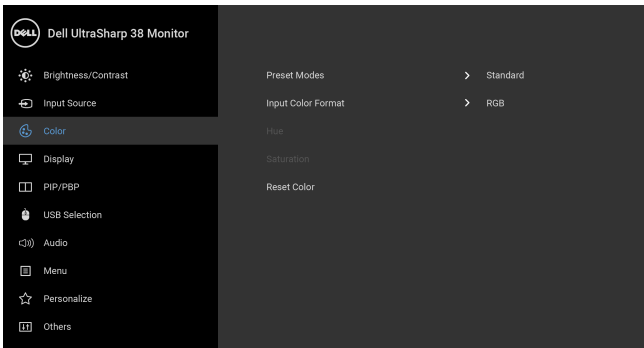 DELL Dell UltraSharp 38 Monitor
Brightness/Contrast
Preset Modes > Standard
Input Source
Input Color Format > RGB
Color
Hue
Display
Saturation
PIP/PBP
Reset Color
USB Selection
Audio
Menu
Personalize
Others